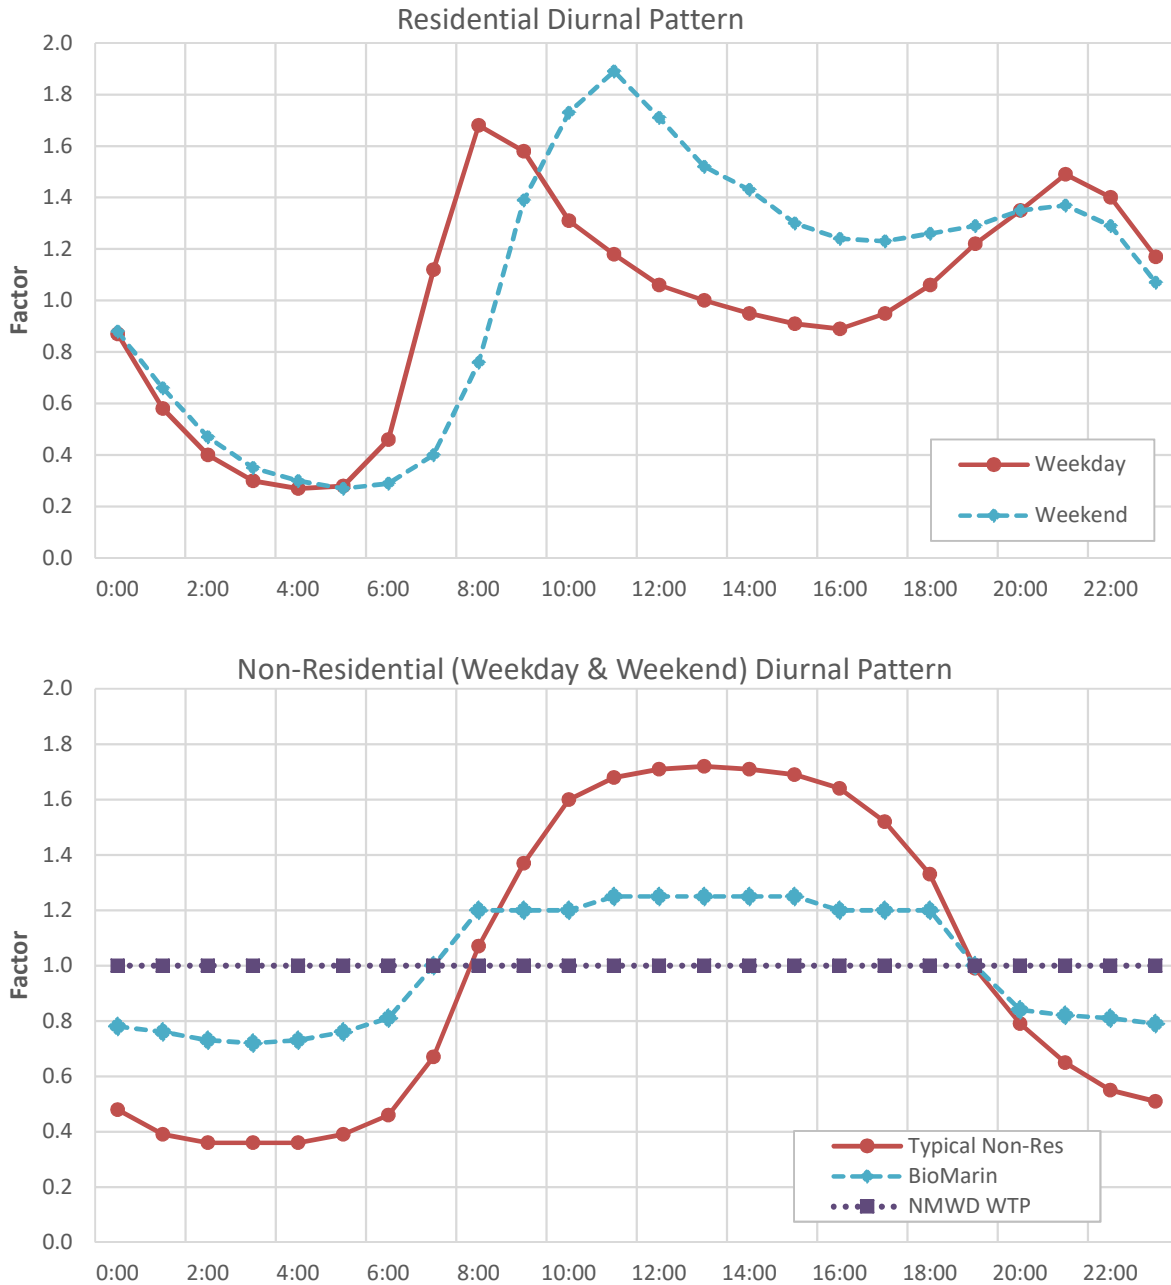 Residential Diurnal Pattern
2.0
1.8
1.6
1.4
1.2
1.0
0.8
0.6
0.4
0.2
0.0
Factor
Weekday
Weekend
0:00 2:00 4:00 6:00 8:00 10:00 12:00 14:00 16:00 18:00 20:00 22:00
Non-Residential (Weekday & Weekend) Diurnal Pattern
2.0
1.8
1.6
1.4
1.2
1.0
0.8
0.6
0.4
0.2
0.0
Factor
Typical Non-Res
BioMarin
NMWD WTP
0:00 2:00 4:00 6:00 8:00 10:00 12:00 14:00 16:00 18:00 20:00 22:00